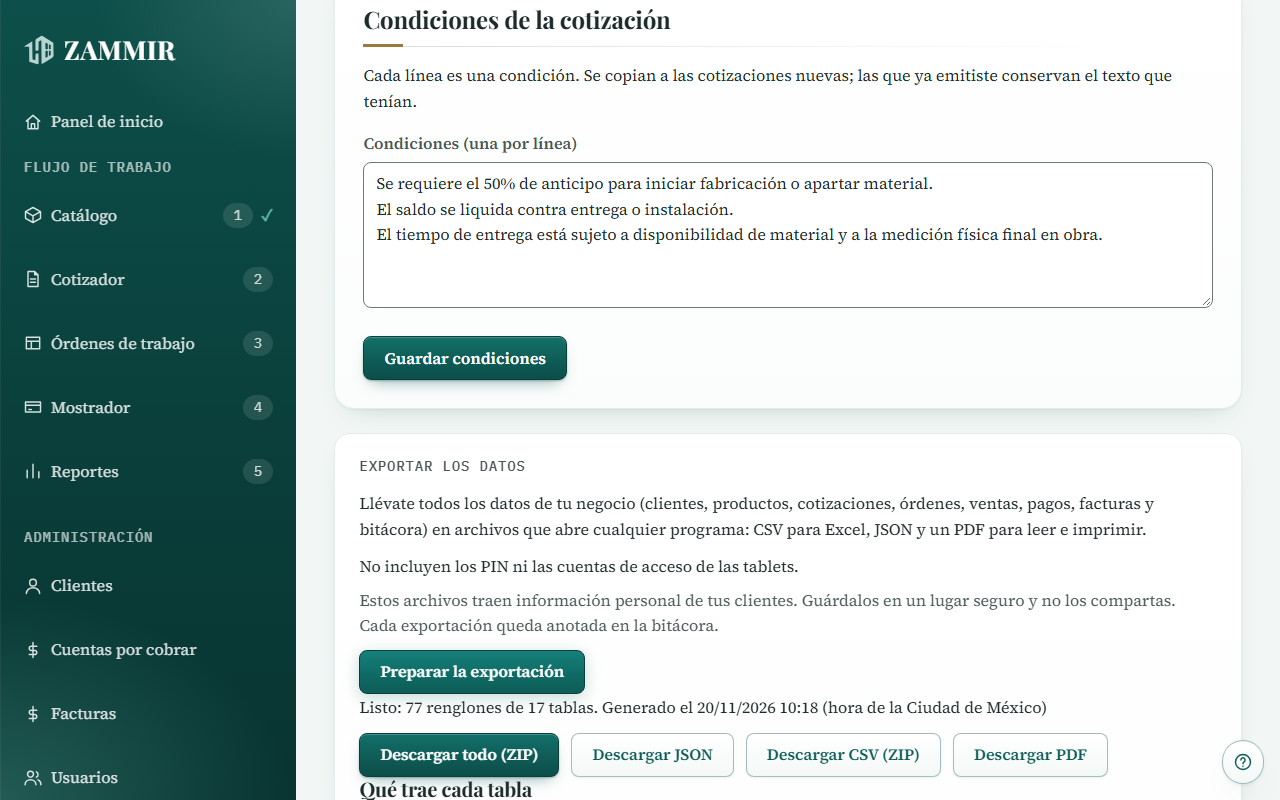 ZAMMIR
Panel de inicio
FLUJO DE TRABAJO
Catálogo 1 ✓
Cotizador 2
Órdenes de trabajo 3
Mostrador 4
Reportes 5
ADMINISTRACIÓN
Clientes
$ Cuentas por cobrar
$ Facturas
Usuarios
Condiciones de la cotización
Cada línea es una condición. Se copian a las cotizaciones nuevas; las que ya emitiste conservan el texto que
tenían.
Condiciones (una por línea)
Se requiere el 50% de anticipo para iniciar fabricación o apartar material.
El saldo se liquida contra entrega o instalación.
El tiempo de entrega está sujeto a disponibilidad de material y a la medición física final en obra.
Guardar condiciones
EXPORTAR LOS DATOS
Llévate todos los datos de tu negocio (clientes, productos, cotizaciones, órdenes, ventas, pagos, facturas y
bitácora) en archivos que abre cualquier programa: CSV para Excel, JSON y un PDF para leer e imprimir.
No incluyen los PIN ni las cuentas de acceso de las tablets.
Estos archivos traen información personal de tus clientes. Guárdalos en un lugar seguro y no los compartas.
Cada exportación queda anotada en la bitácora.
Preparar la exportación
Listo: 77 renglones de 17 tablas. Generado el 20/11/2026 10:18 (hora de la Ciudad de México)
Descargar todo (ZIP) Descargar JSON Descargar CSV (ZIP) Descargar PDF
Qué trae cada tabla
?